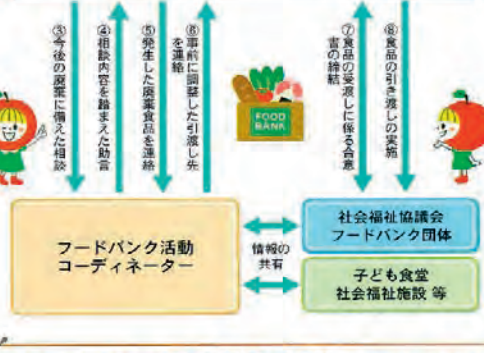 ③今後の廃棄に備えた相談
④相談内容を踏まえた助言
⑤発生した廃棄食品を連絡
⑥事前に調整した引渡し先
を連絡
FOOD
BANK
⑦食品の受渡しに係る合意
書の締結
⑧食品の引き渡しの実施
フードバンク活動
コーディネーター
情報の
共有
社会福祉協議会
フードバンク団体
子ども食堂
社会福祉施設 等